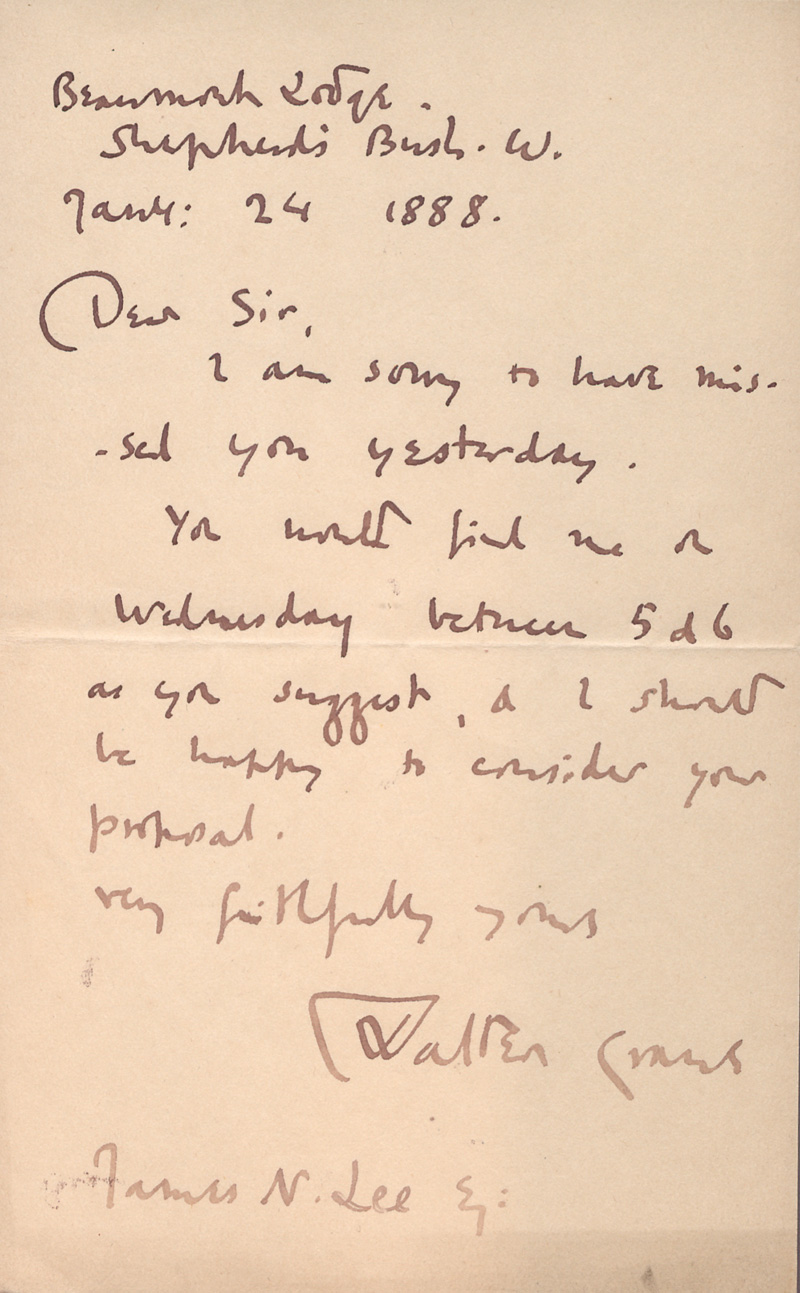 Beaumont Lodge.
Shepherd's Bush. W.
Jany: 24 1888.
Dear Sir,
I am sorry to have mis-
-sed you yesterday.
You would find me on
Wednesday between 5 & 6
as you suggest, & I should
be happy to consider your
proposal.
very faithfully yours
Walter Crane
James N. Lee Eq: